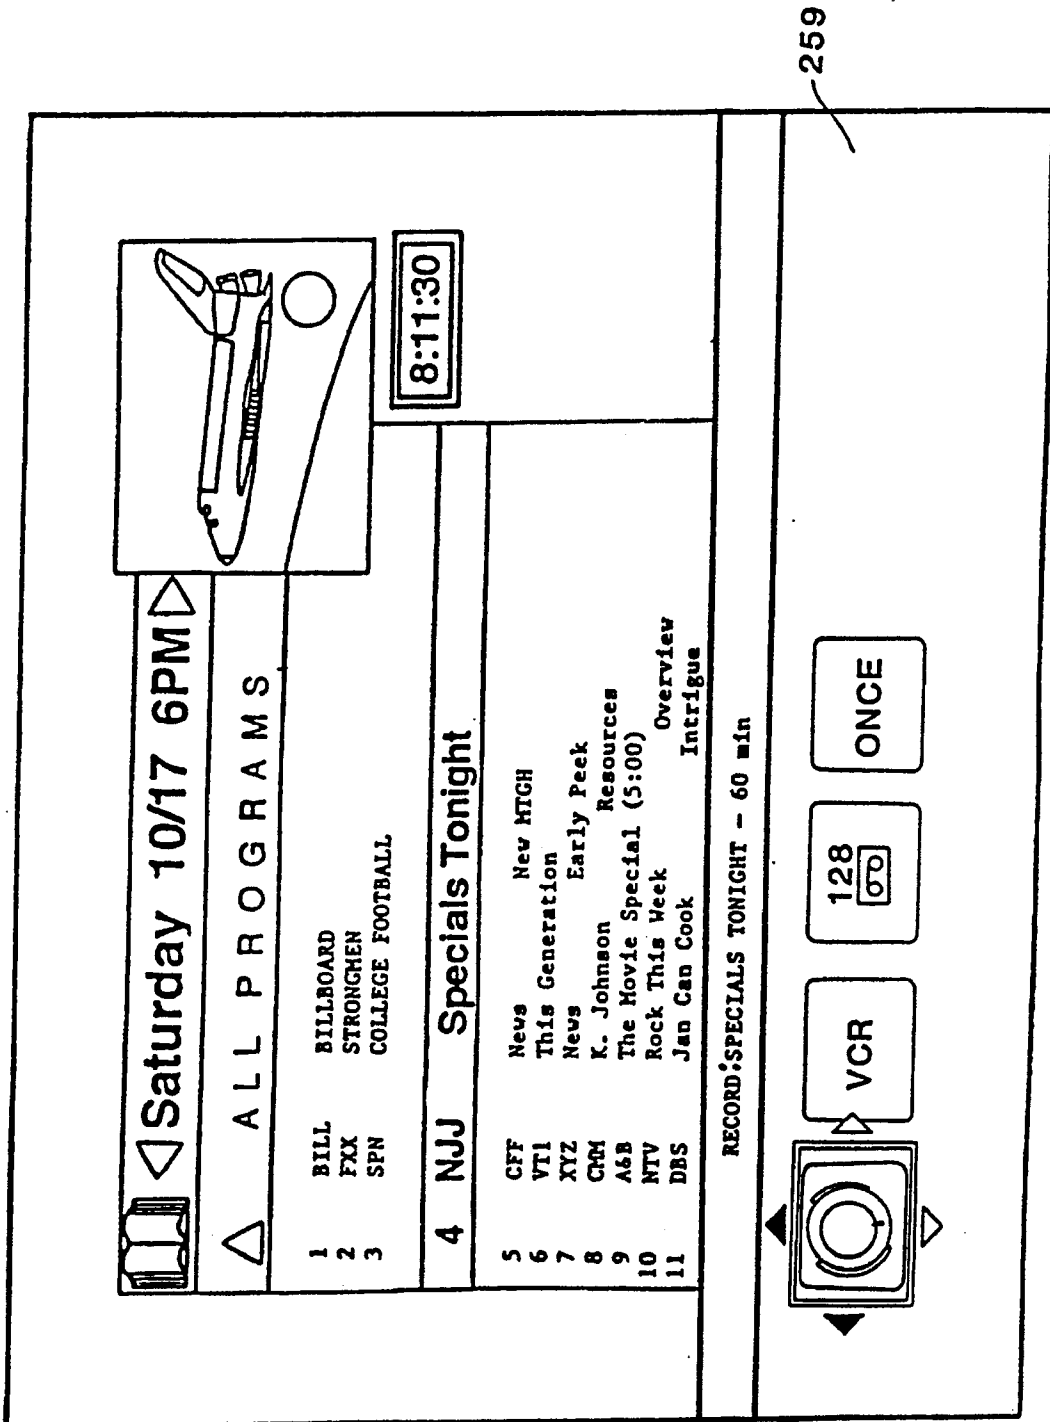 Saturday 10/17 6PM
ALL PROGRAMS
1 BILL BILLBOARD
2 FXX STRONGMEN
3 SPN COLLEGE FOOTBALL
8:11:30
4 NJJ Specials Tonight
5 CFF News New MTGH
6 VT1 This Generation
7 XYZ News Early Peek
8 CMM K. Johnson Resources
9 A&B The Movie Special (5:00)
10 NTV Rock This Week Overview
11 DBS Jan Can Cook Intrigue
RECORD:SPECIALS TONIGHT - 60 min
VCR
128
ONCE
259